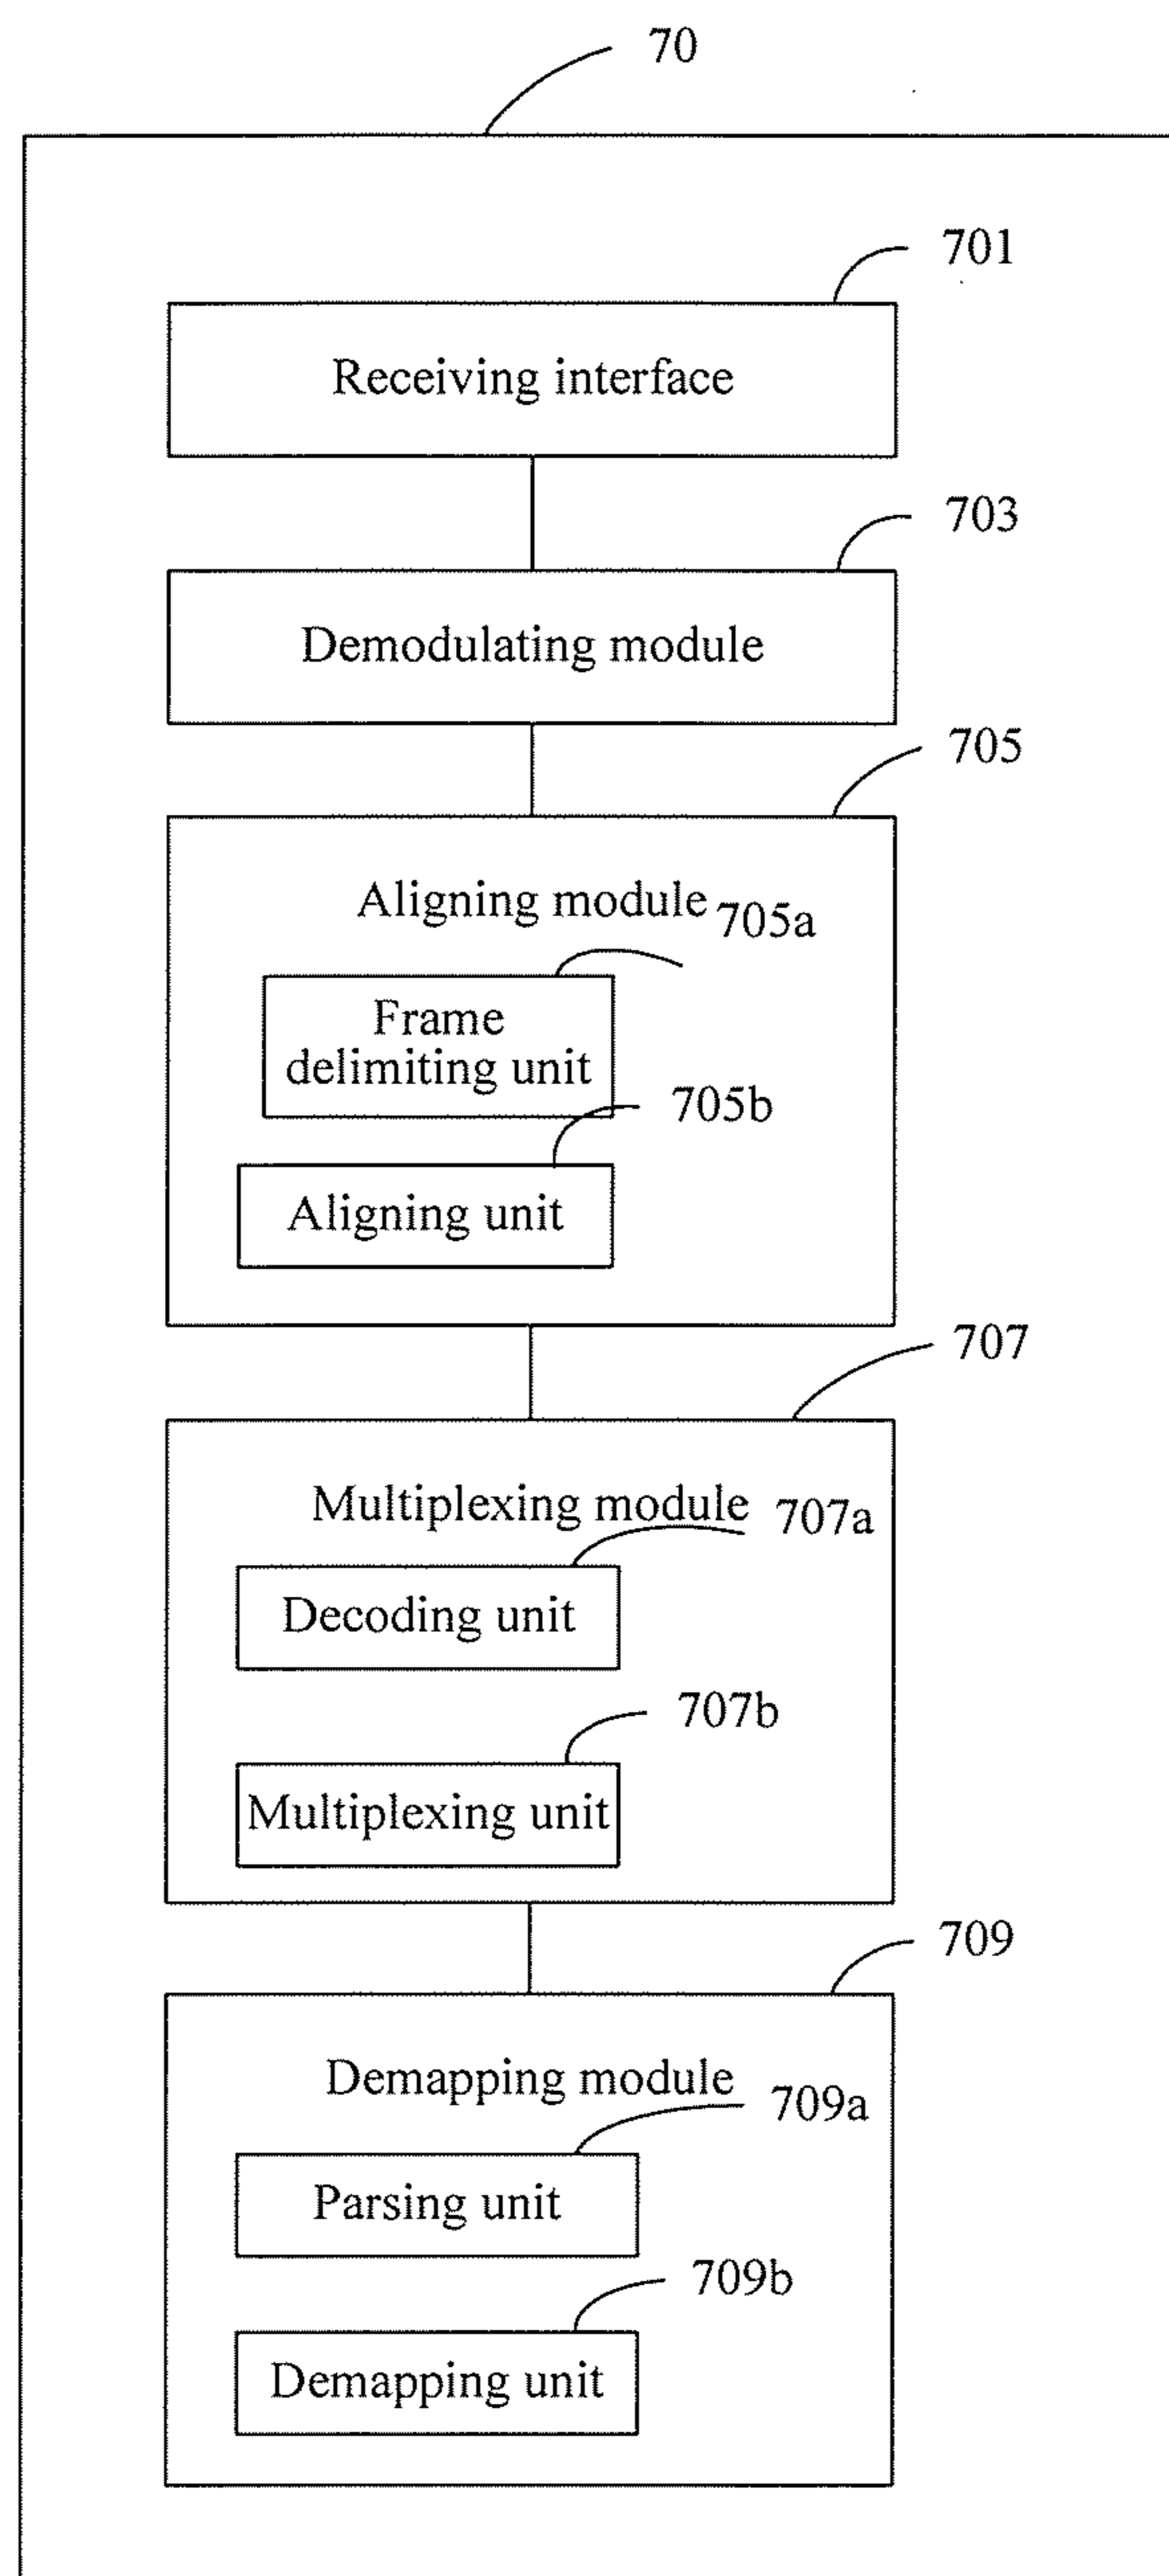 70
701
Receiving interface
703
Demodulating module
705
Aligning module
705a
Frame
delimiting unit
705b
Aligning unit
707
Multiplexing module
707a
Decoding unit
707b
Multiplexing unit
709
Demapping module
709a
Parsing unit
709b
Demapping unit